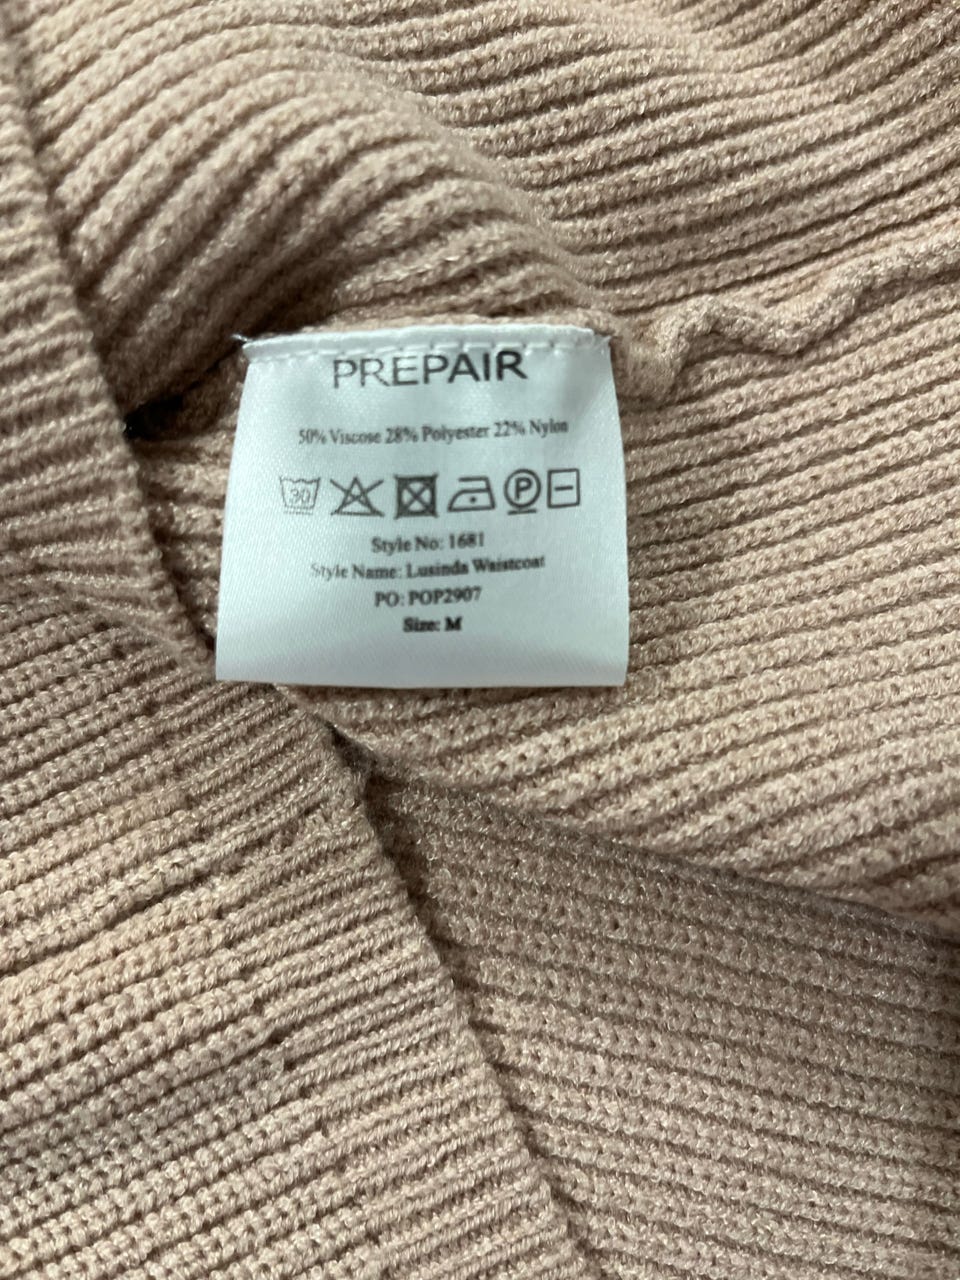 PREPAIR
50% Viscose 28% Polyester 22% Nylon
30 P
Style No: 1681
Style Name: Lusinda Waistcoat
PO: POP2907
Size: M